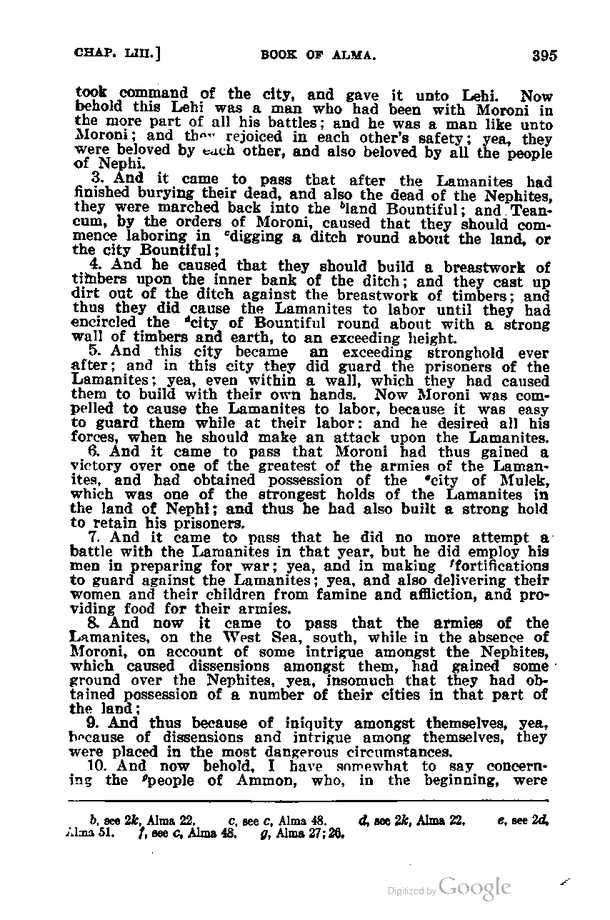 CHAP. LIII.] BOOK OF ALMA. 395
took command of the city, and gave it unto Lehi. Now
behold this Lehi was a man who had been with Moroni in
the more part of all his battles; and he was a man like unto
Moroni; and they rejoiced in each other's safety; yea, they
were beloved by each other, and also beloved by all the people
of Nephi.
3. And it came to pass that after the Lamanites had
finished burying their dead, and also the dead of the Nephites,
they were marched back into the ᵇland Bountiful; and Tean-
cum, by the orders of Moroni, caused that they should com-
mence laboring in ᶜdigging a ditch round about the land, or
the city Bountiful;
4. And he caused that they should build a breastwork of
timbers upon the inner bank of the ditch; and they cast up
dirt out of the ditch against the breastwork of timbers; and
thus they did cause the Lamanites to labor until they had
encircled the ᵈcity of Bountiful round about with a strong
wall of timbers and earth, to an exceeding height.
5. And this city became an exceeding stronghold ever
after; and in this city they did guard the prisoners of the
Lamanites; yea, even within a wall, which they had caused
them to build with their own hands. Now Moroni was com-
pelled to cause the Lamanites to labor, because it was easy
to guard them while at their labor: and he desired all his
forces, when he should make an attack upon the Lamanites.
6. And it came to pass that Moroni had thus gained a
victory over one of the greatest of the armies of the Laman-
ites, and had obtained possession of the ᵉcity of Mulek,
which was one of the strongest holds of the Lamanites in
the land of Nephi; and thus he had also built a strong hold
to retain his prisoners.
7. And it came to pass that he did no more attempt a
battle with the Lamanites in that year, but he did employ his
men in preparing for war; yea, and in making ᶠfortifications
to guard against the Lamanites; yea, and also delivering their
women and their children from famine and affliction, and pro-
viding food for their armies.
8. And now it came to pass that the armies of the
Lamanites, on the West Sea, south, while in the absence of
Moroni, on account of some intrigue amongst the Nephites,
which caused dissensions amongst them, had gained some
ground over the Nephites, yea, insomuch that they had ob-
tained possession of a number of their cities in that part of
the land;
9. And thus because of iniquity amongst themselves, yea,
because of dissensions and intrigue among themselves, they
were placed in the most dangerous circumstances.
10. And now behold, I have somewhat to say concern-
ing the ᵍpeople of Ammon, who, in the beginning, were
b, see 2k, Alma 22. c, see c, Alma 48. d, see 2k, Alma 22. e, see 2d,
Alma 51. f, see c, Alma 48. g, Alma 27:26.
Digitized by Google